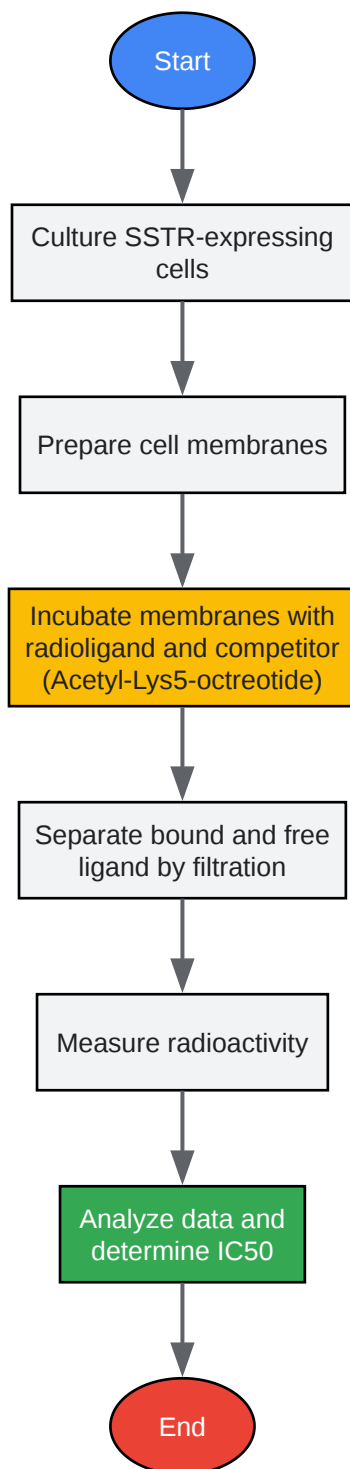 Start
Culture SSTR-expressing
cells
Prepare cell membranes
Incubate membranes with
radioligand and competitor
(Acetyl-Lys5-octreotide)
Separate bound and free
ligand by filtration
Measure radioactivity
Analyze data and
determine IC50
End